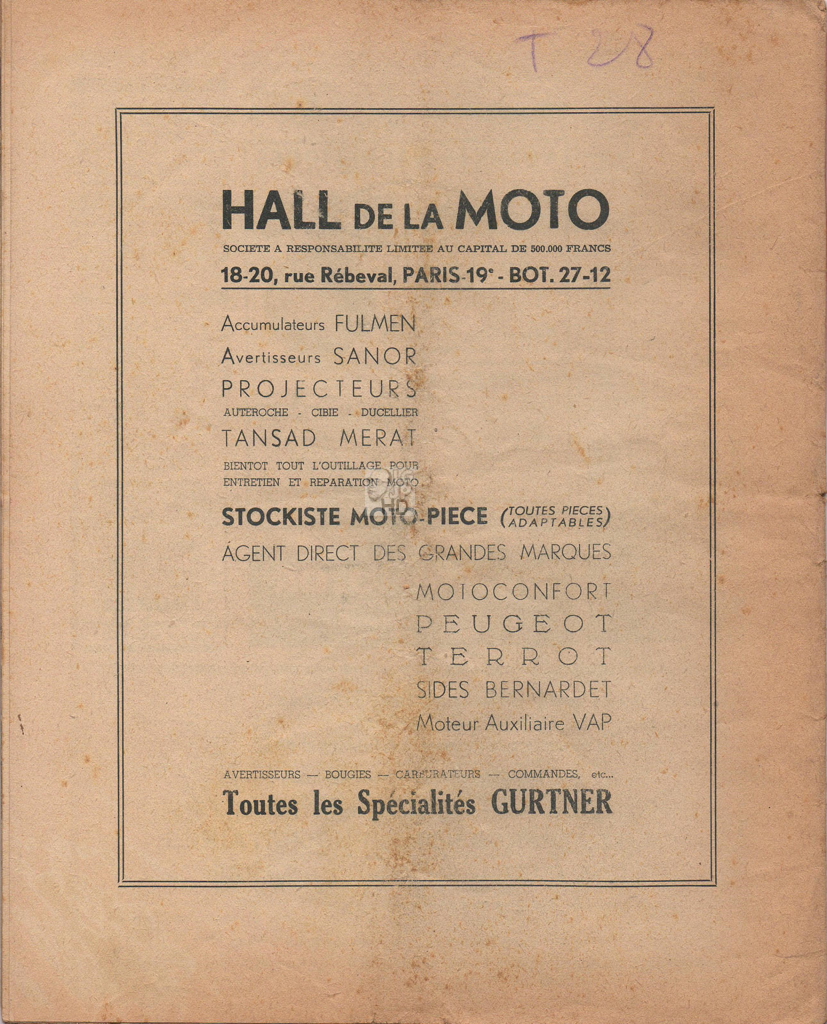 T 28
HALL DE LA MOTO
SOCIETE A RESPONSABILITE LIMITEE AU CAPITAL DE 500.000 FRANCS
18-20, rue Rébeval, PARIS-19e - BOT. 27-12
Accumulateurs FULMEN
Avertisseurs SANOR
PROJECTEURS
AUTEROCHE - CIBIE - DUCELLIER
TANSAD MERAT
BIENTOT TOUT L'OUTILLAGE POUR
ENTRETIEN ET REPARATION MOTO.
HD
STOCKISTE MOTO-PIECE (TOUTES PIECES ADAPTABLES)
AGENT DIRECT DES GRANDES MARQUES
MOTOCONFORT
PEUGEOT
TERROT
SIDES BERNARDET
Moteur Auxiliaire VAP
AVERTISSEURS — BOUGIES — CARBURATEURS — COMMANDES, etc...
Toutes les Spécialités GURTNER